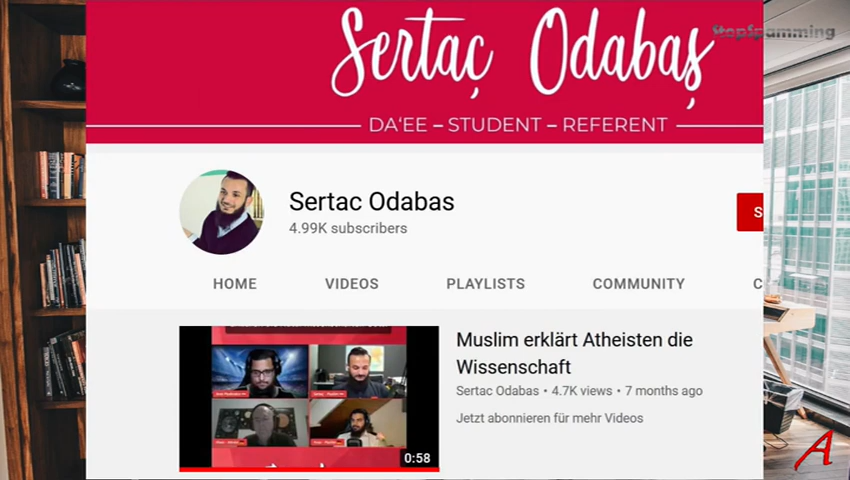 StopSpamming
Sertaç Odabaş
DA'EE – STUDENT – REFERENT
Sertac Odabas
4.99K subscribers
S
HOME VIDEOS PLAYLISTS COMMUNITY C
Muslim erklärt Atheisten die
Wissenschaft
Sertac Odabas • 4.7K views • 7 months ago
Jetzt abonnieren für mehr Videos
0:58
A